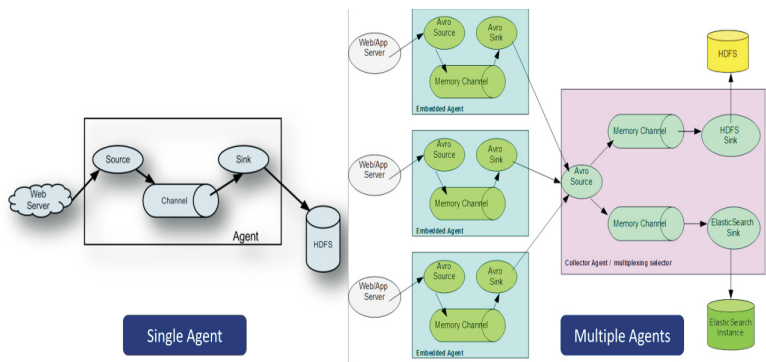 Web
Server
Source
Channel
Sink
Agent
HDFS
Single Agent
Web/App
Server
Avro
Source
Avro
Sink
Memory Channel
Embedded Agent
Web/App
Server
Avro
Source
Avro
Sink
Memory Channel
Embedded Agent
Web/App
Server
Avro
Source
Avro
Sink
Memory Channel
Embedded Agent
Avro
Source
Memory Channel
HDFS
Sink
HDFS
Memory Channel
ElasticSearch
Sink
Collector Agent / multiplexing selector
ElasticSearch
Instance
Multiple Agents